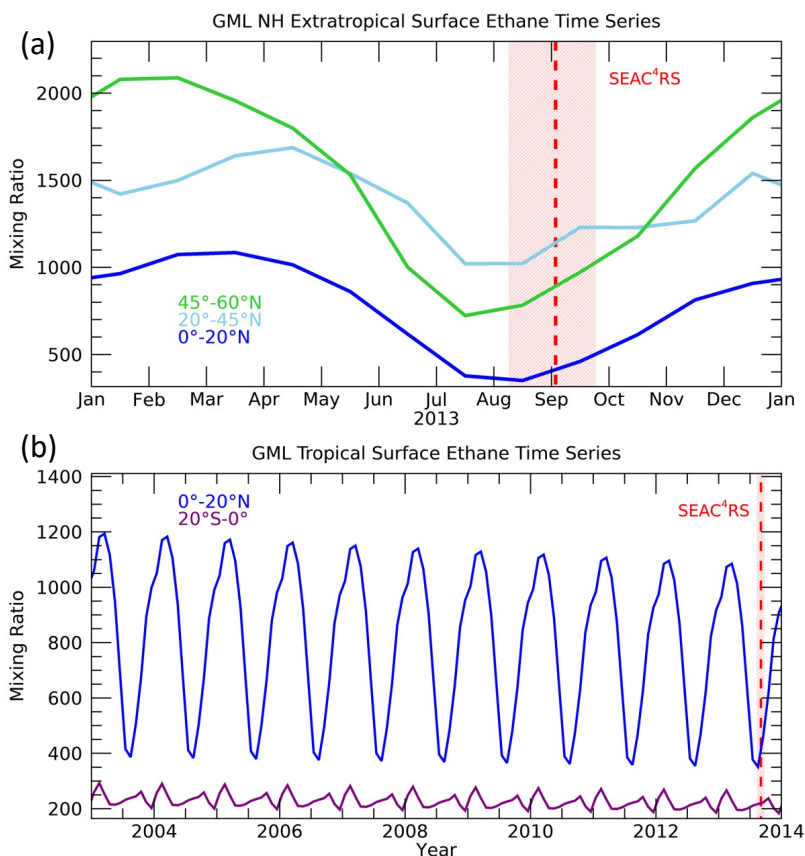 (a)
GML NH Extratropical Surface Ethane Time Series
SEAC⁴RS
2000
1500
1000
500
Mixing Ratio
45°-60°N
20°-45°N
0°-20°N
Jan Feb Mar Apr May Jun Jul Aug Sep Oct Nov Dec Jan
2013
(b)
GML Tropical Surface Ethane Time Series
1400
1200
1000
800
600
400
200
Mixing Ratio
0°-20°N
20°S-0°
SEAC⁴RS
2004 2006 2008 2010 2012 2014
Year